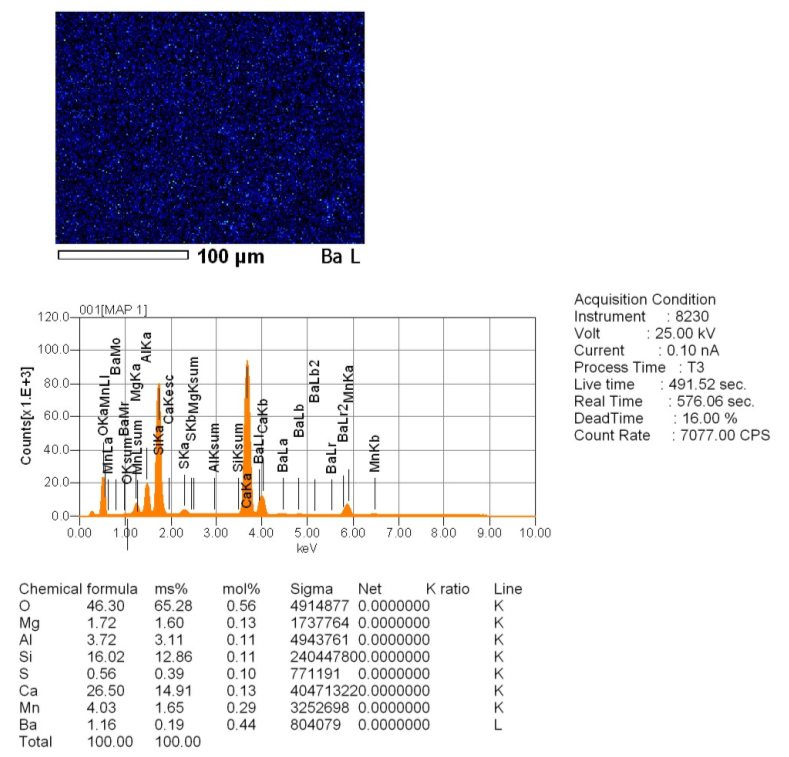 100 µm Ba L
001[MAP 1]
Acquisition Condition
Instrument : 8230
Volt : 25.00 kV
Current : 0.10 nA
Process Time : T3
Live time : 491.52 sec.
Real Time : 576.06 sec.
DeadTime : 16.00 %
Count Rate : 7077.00 CPS
Counts[x 1.E+3]
120.0
100.0
80.0
60.0
40.0
20.0
0.0
OKa
MnLl
MnLa
BaMo
OKsum
BaMr
MnLsum
MgKa
AlKa
SiKa
CaKesc
SKa
SKb
MgKsum
AlKsum
SiKsum
CaKa
BaLl
CaKb
BaLa
BaLb
BaLb2
BaLr
BaLr2
MnKa
MnKb
0.00 1.00 2.00 3.00 4.00 5.00 6.00 7.00 8.00 9.00 10.00
keV
Chemical formula ms% mol% Sigma Net K ratio Line
O 46.30 65.28 0.56 4914877 0.0000000 K
Mg 1.72 1.60 0.13 1737764 0.0000000 K
Al 3.72 3.11 0.11 4943761 0.0000000 K
Si 16.02 12.86 0.11 240447800.0000000 K
S 0.56 0.39 0.10 771191 0.0000000 K
Ca 26.50 14.91 0.13 404713220.0000000 K
Mn 4.03 1.65 0.29 3252698 0.0000000 K
Ba 1.16 0.19 0.44 804079 0.0000000 L
Total 100.00 100.00